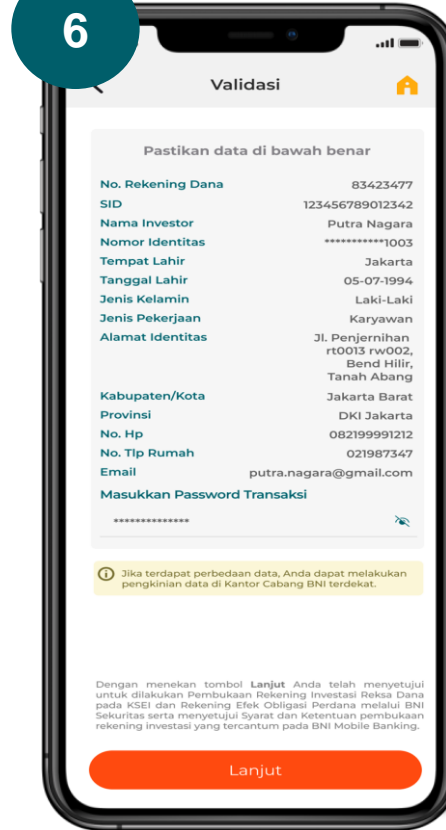 6
Validasi
Pastikan data di bawah benar
No. Rekening Dana 83423477
SID 123456789012342
Nama Investor Putra Nagara
Nomor Identitas ***********1003
Tempat Lahir Jakarta
Tanggal Lahir 05-07-1994
Jenis Kelamin Laki-Laki
Jenis Pekerjaan Karyawan
Alamat Identitas Jl. Penjernihan
rt0013 rw002,
Bend Hilir,
Tanah Abang
Kabupaten/Kota Jakarta Barat
Provinsi DKI Jakarta
No. Hp 082199991212
No. Tlp Rumah 021987347
Email putra.nagara@gmail.com
Masukkan Password Transaksi
**************
Jika terdapat perbedaan data, Anda dapat melakukan
pengkinian data di Kantor Cabang BNI terdekat.
Dengan menekan tombol Lanjut Anda telah menyetujui
untuk dilakukan Pembukaan Rekening Investasi Reksa Dana
pada KSEI dan Rekening Efek Obligasi Perdana melalui BNI
Sekuritas serta menyetujui Syarat dan Ketentuan pembukaan
rekening investasi yang tercantum pada BNI Mobile Banking.
Lanjut